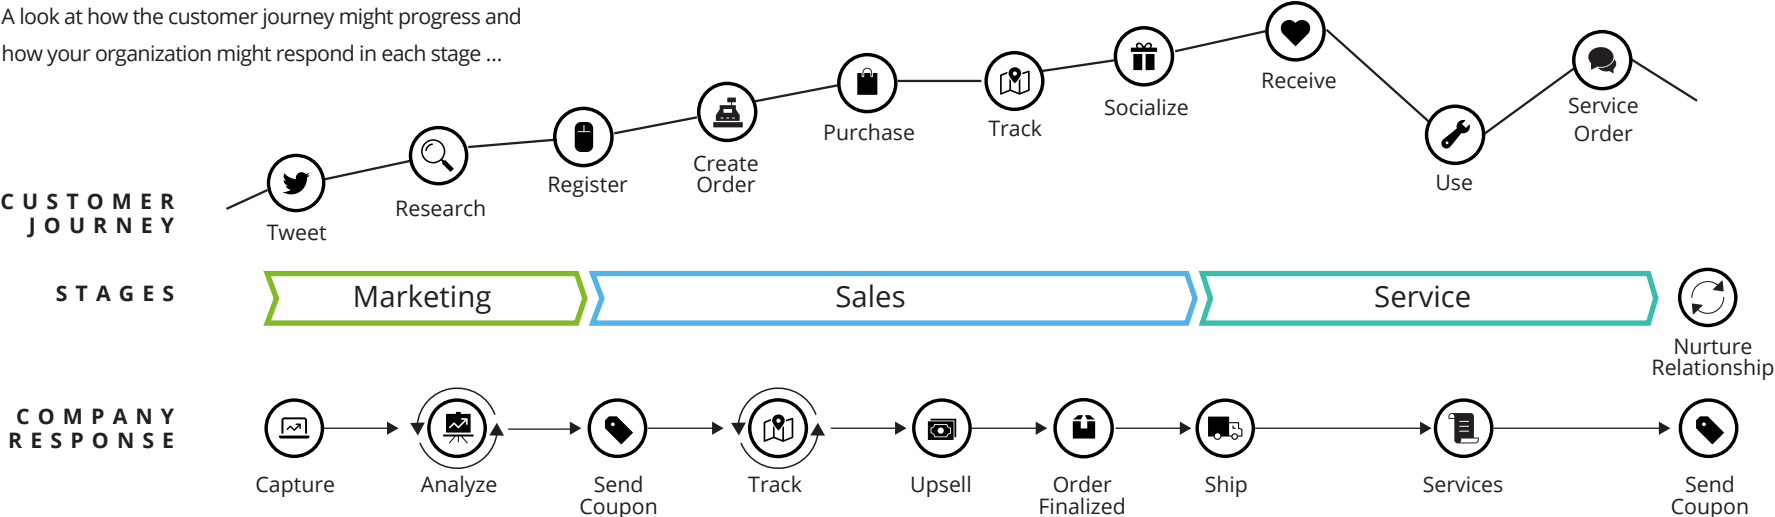 A look at how the customer journey might progress and
how your organization might respond in each stage ...
CUSTOMER
JOURNEY
Tweet
Research
Register
Create
Order
Purchase
Track
Socialize
Receive
Use
Service
Order
STAGES
Marketing
Sales
Service
Nurture
Relationship
COMPANY
RESPONSE
Capture
Analyze
Send
Coupon
Track
Upsell
Order
Finalized
Ship
Services
Send
Coupon